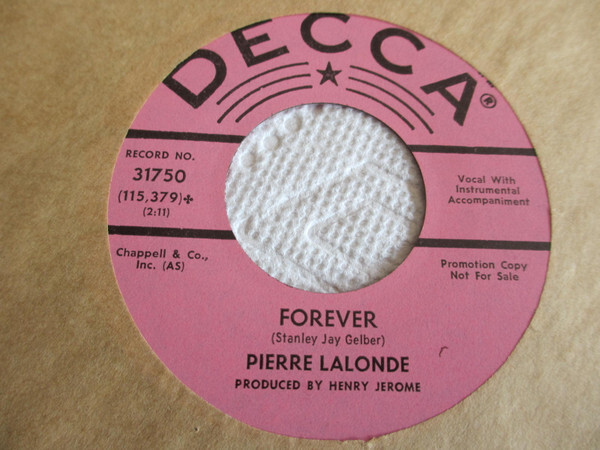 DECCA®
RECORD NO.
31750
(115,379)✤
(2:11)
Vocal With
Instrumental
Accompaniment
Chappell & Co.,
Inc. (AS)
Promotion Copy
Not For Sale
FOREVER
(Stanley Jay Gelber)
PIERRE LALONDE
PRODUCED BY HENRY JEROME